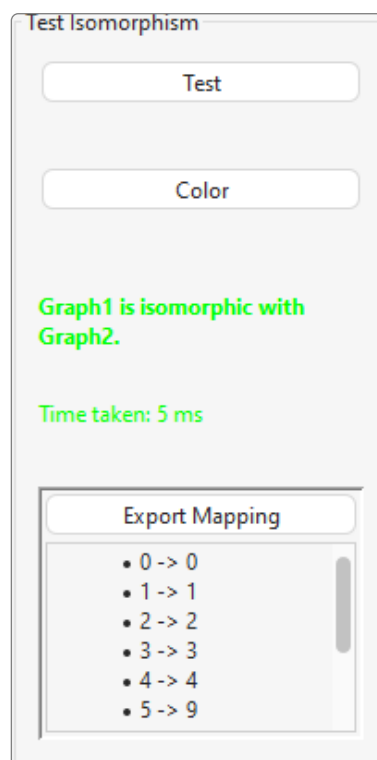 Test Isomorphism
Test
Color
Graph1 is isomorphic with
Graph2.
Time taken: 5 ms
Export Mapping
• 0 -> 0
• 1 -> 1
• 2 -> 2
• 3 -> 3
• 4 -> 4
• 5 -> 9